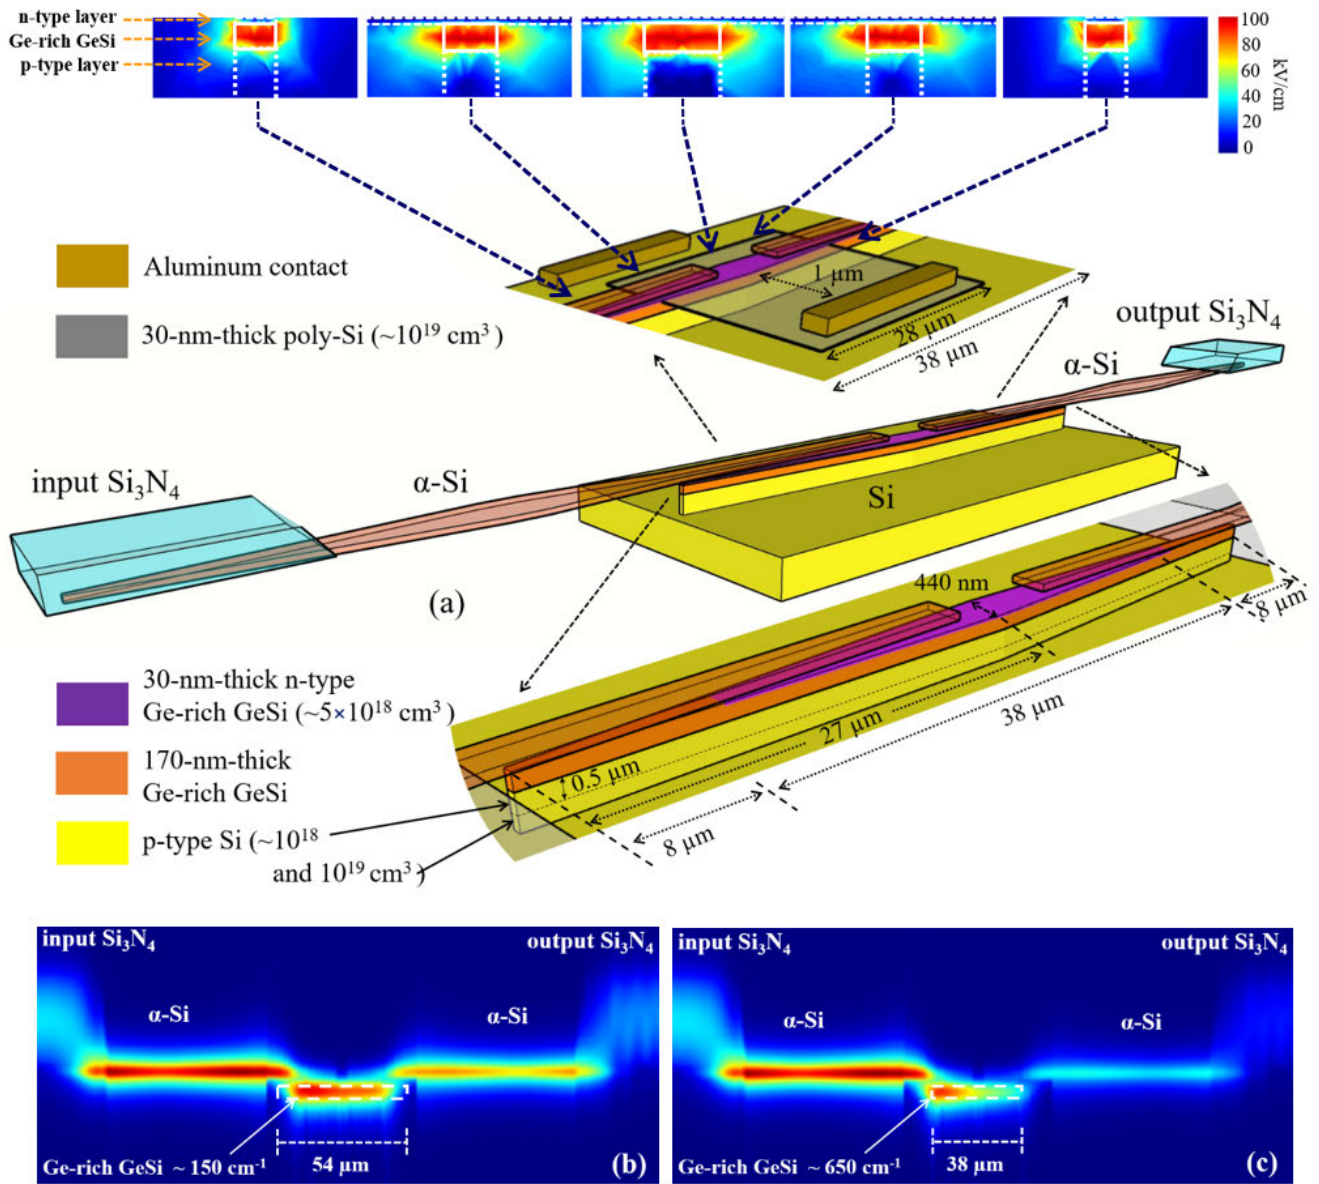 n-type layer
Ge-rich GeSi
p-type layer
100
80
60
40
20
0
kV/cm
Aluminum contact
30-nm-thick poly-Si (~10¹⁹ cm³)
1 μm
28 μm
38 μm
output Si₃N₄
α-Si
input Si₃N₄
α-Si
Si
(a)
440 nm
8 μm
38 μm
27 μm
0.5 μm
8 μm
30-nm-thick n-type
Ge-rich GeSi (~5×10¹⁸ cm³)
170-nm-thick
Ge-rich GeSi
p-type Si (~10¹⁸
and 10¹⁹ cm³)
input Si₃N₄
output Si₃N₄
α-Si
α-Si
Ge-rich GeSi ~ 150 cm⁻¹
54 μm
(b)
input Si₃N₄
output Si₃N₄
α-Si
α-Si
Ge-rich GeSi ~ 650 cm⁻¹
38 μm
(c)